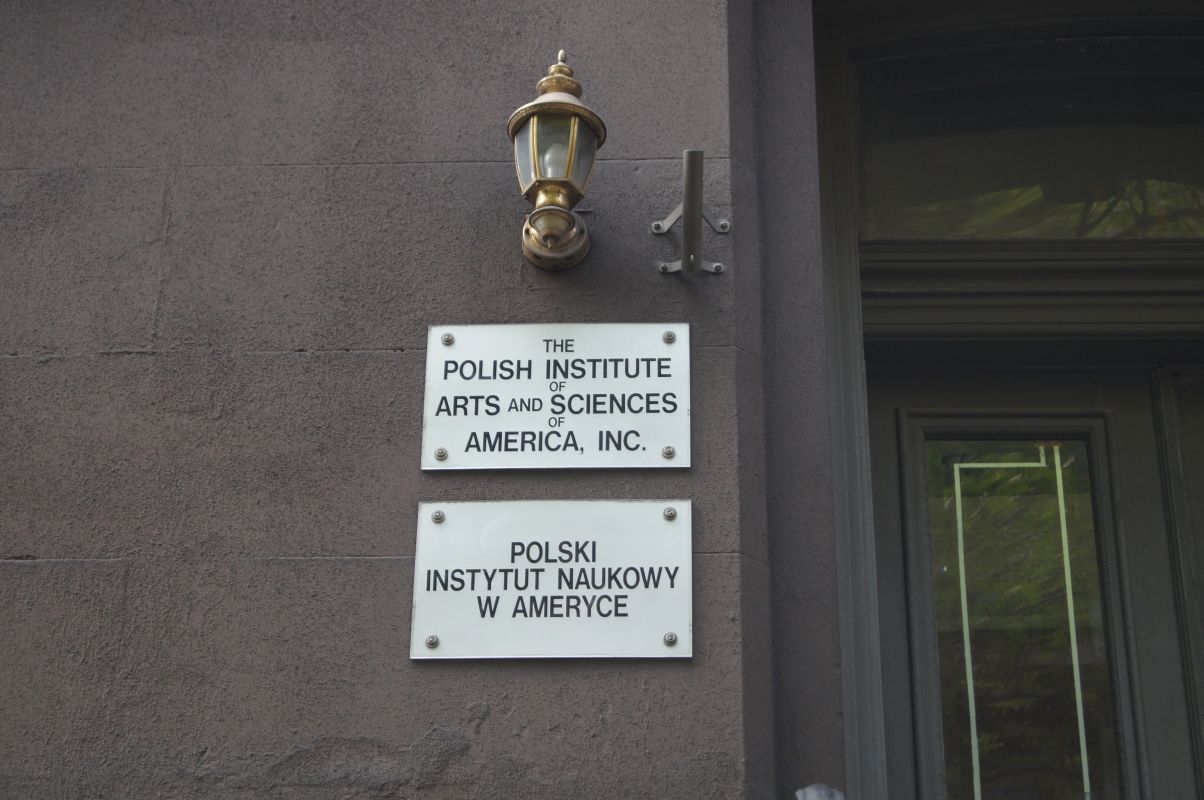 THE
POLISH INSTITUTE
OF
ARTS AND SCIENCES
OF
AMERICA, INC.
POLSKI
INSTYTUT NAUKOWY
W AMERYCE